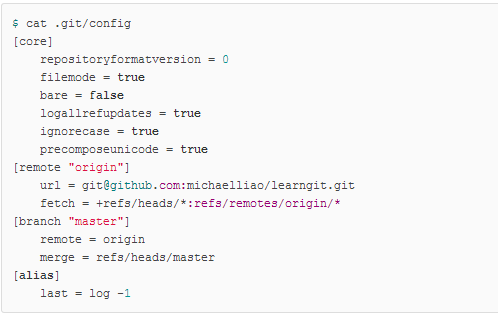 $ cat .git/config
[core]
    repositoryformatversion = 0
    filemode = true
    bare = false
    logallrefupdates = true
    ignorecase = true
    precomposeunicode = true
[remote "origin"]
    url = git@github.com:michaelliao/learngit.git
    fetch = +refs/heads/*:refs/remotes/origin/*
[branch "master"]
    remote = origin
    merge = refs/heads/master
[alias]
    last = log -1